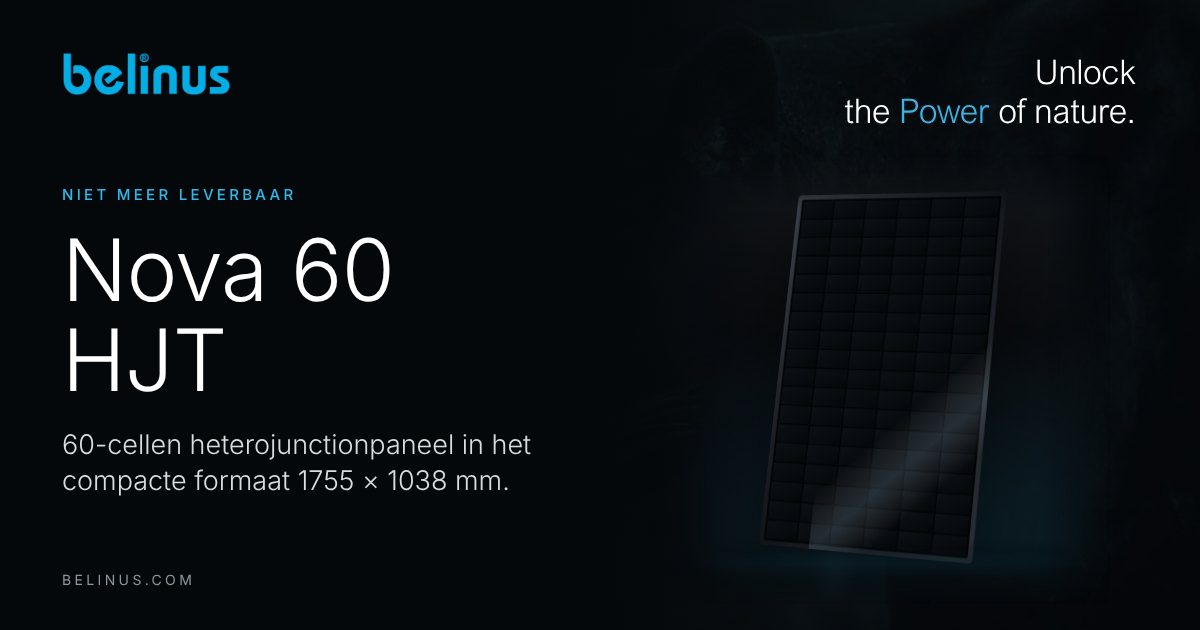 belinus®
Unlock
the Power of nature.
NIET MEER LEVERBAAR
Nova 60
HJT
60-cellen heterojunctionpaneel in het
compacte formaat 1755 × 1038 mm.
BELINUS.COM